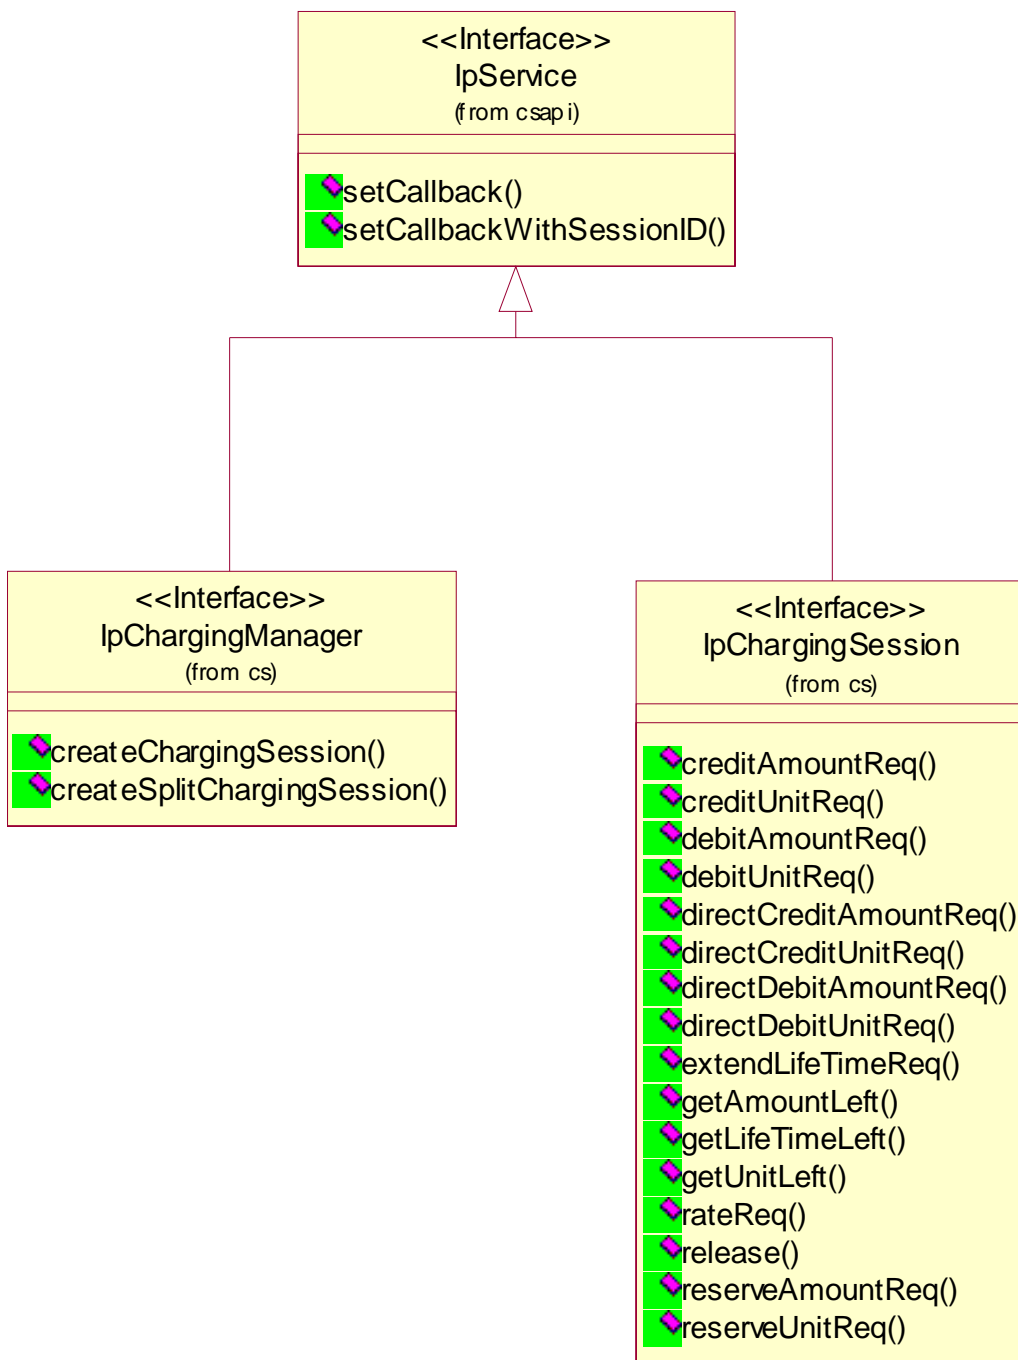 <<Interface>>
IpService
(from csapi)
setCallback()
setCallbackWithSessionID()
<<Interface>>
IpChargingManager
(from cs)
createChargingSession()
createSplitChargingSession()
<<Interface>>
IpChargingSession
(from cs)
creditAmountReq()
creditUnitReq()
debitAmountReq()
debitUnitReq()
directCreditAmountReq()
directCreditUnitReq()
directDebitAmountReq()
directDebitUnitReq()
extendLifeTimeReq()
getAmountLeft()
getLifeTimeLeft()
getUnitLeft()
rateReq()
release()
reserveAmountReq()
reserveUnitReq()